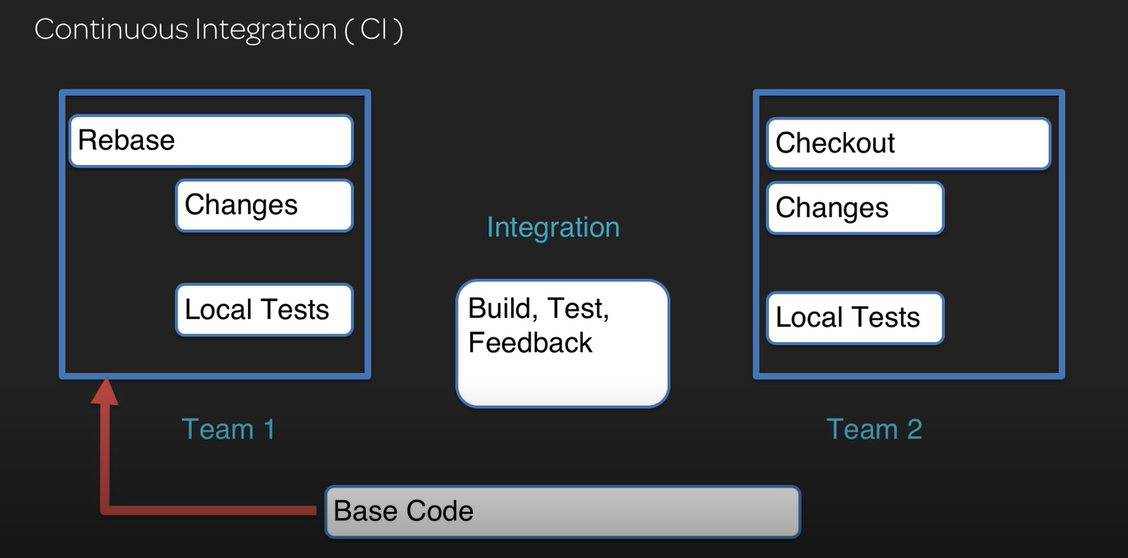 Continuous Integration ( CI )
Rebase
Changes
Local Tests
Team 1
Integration
Build, Test,
Feedback
Checkout
Changes
Local Tests
Team 2
Base Code